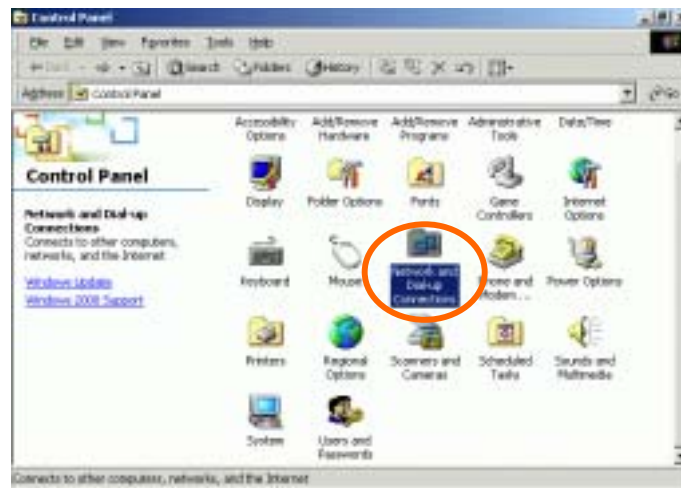 Control Panel
File Edit View Favorites Tools Help
Back Search Folders History
Address Control Panel Go
Accessibility Options
Add/Remove Hardware
Add/Remove Programs
Administrative Tools
Date/Time
Control Panel
Network and Dial-up Connections
Connects to other computers, networks, and the Internet
Windows Update
Windows 2000 Support
Display
Folder Options
Fonts
Game Controllers
Internet Options
Keyboard
Mouse
Network and Dial-up Connections
Phone and Modem ...
Power Options
Printers
Regional Options
Scanners and Cameras
Scheduled Tasks
Sounds and Multimedia
System
Users and Passwords
Connects to other computers, networks, and the Internet